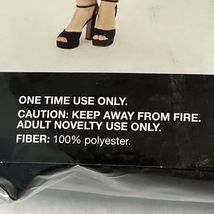 ONE TIME USE ONLY.
CAUTION: KEEP AWAY FROM FIRE.
ADULT NOVELTY USE ONLY.
FIBER: 100% polyester.